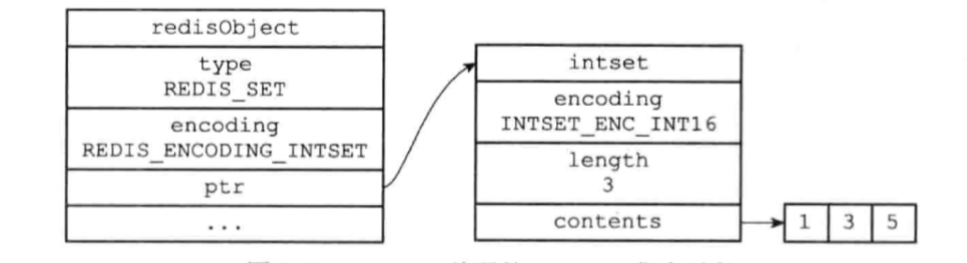 redisObject
type
REDIS_SET
encoding
REDIS_ENCODING_INTSET
ptr
...
intset
encoding
INTSET_ENC_INT16
length
3
contents
1 3 5